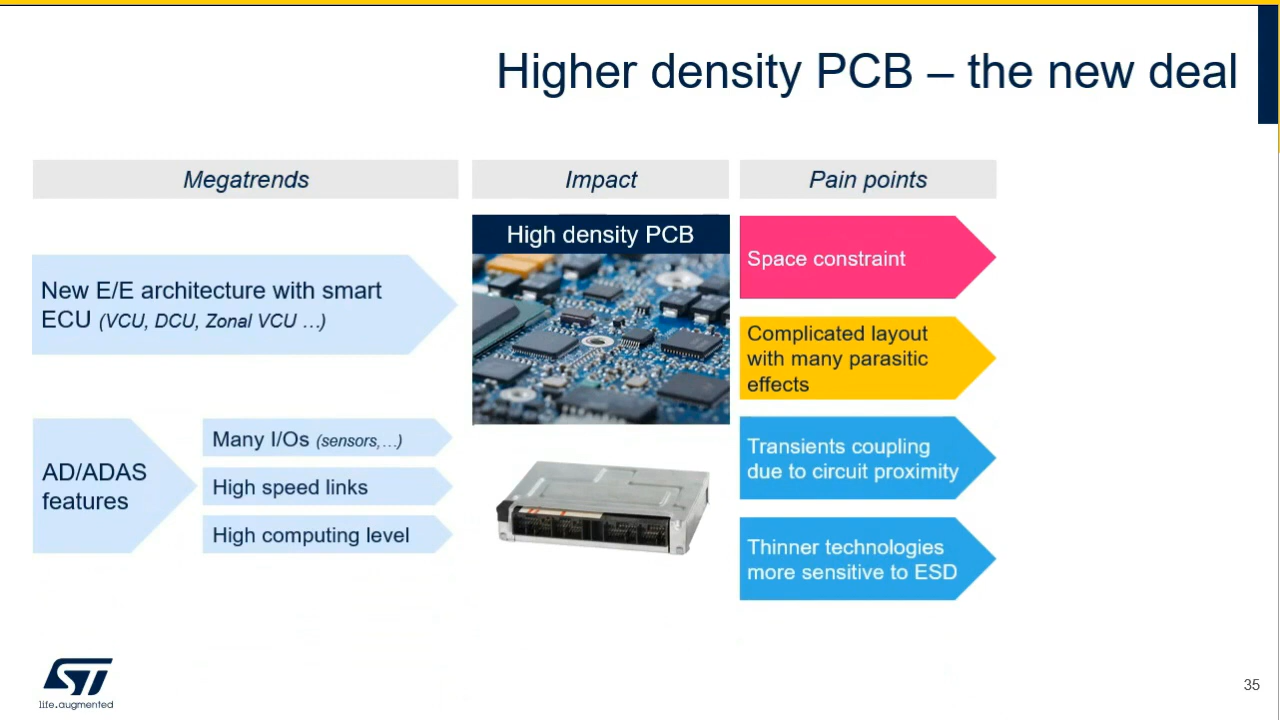 Higher density PCB – the new deal
Megatrends
Impact
Pain points
New E/E architecture with smart
ECU (VCU, DCU, Zonal VCU …)
AD/ADAS
features
Many I/Os (sensors,…)
High speed links
High computing level
High density PCB
Space constraint
Complicated layout
with many parasitic
effects
Transients coupling
due to circuit proximity
Thinner technologies
more sensitive to ESD
ST
life.augmented
35